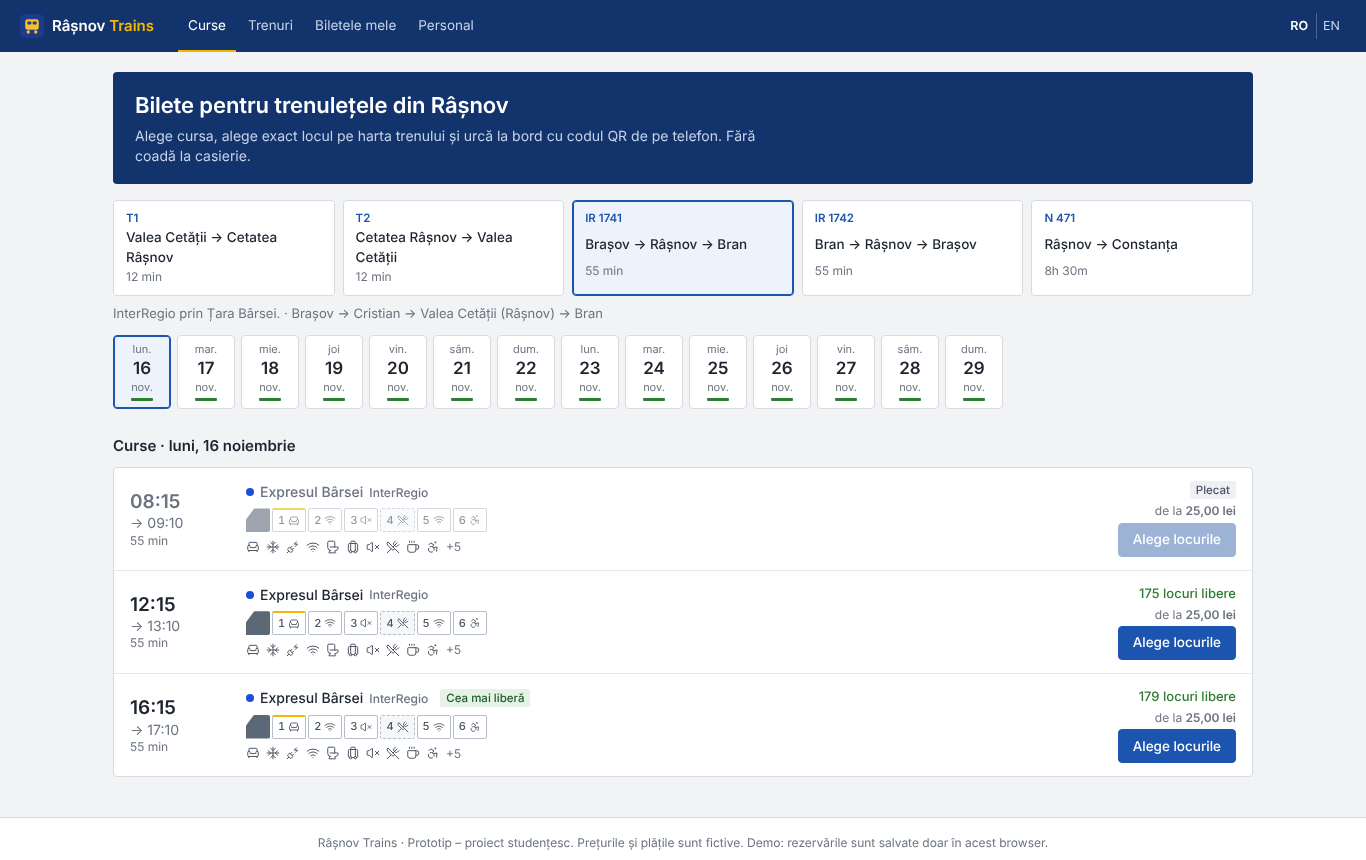 Râșnov Trains
Curse
Trenuri
Biletele mele
Personal
RO
EN
Bilete pentru trenulețele din Râșnov
Alege cursa, alege exact locul pe harta trenului și urcă la bord cu codul QR de pe telefon. Fără
coadă la casierie.
T1
Valea Cetății → Cetatea
Râșnov
12 min
T2
Cetatea Râșnov → Valea
Cetății
12 min
IR 1741
Brașov → Râșnov → Bran
55 min
IR 1742
Bran → Râșnov → Brașov
55 min
N 471
Râșnov → Constanța
8h 30m
InterRegio prin Țara Bârsei. · Brașov → Cristian → Valea Cetății (Râșnov) → Bran
lun.
16
nov.
mar.
17
nov.
mie.
18
nov.
joi
19
nov.
vin.
20
nov.
sâm.
21
nov.
dum.
22
nov.
lun.
23
nov.
mar.
24
nov.
mie.
25
nov.
joi
26
nov.
vin.
27
nov.
sâm.
28
nov.
dum.
29
nov.
Curse · luni, 16 noiembrie
08:15
→ 09:10
55 min
Expresul Bârsei InterRegio
1 2 3 4 5 6
+5
Plecat
de la 25,00 lei
Alege locurile
12:15
→ 13:10
55 min
Expresul Bârsei InterRegio
1 2 3 4 5 6
+5
175 locuri libere
de la 25,00 lei
Alege locurile
16:15
→ 17:10
55 min
Expresul Bârsei InterRegio Cea mai liberă
1 2 3 4 5 6
+5
179 locuri libere
de la 25,00 lei
Alege locurile
Râșnov Trains · Prototip – proiect studențesc. Prețurile și plățile sunt fictive. Demo: rezervările sunt salvate doar în acest browser.